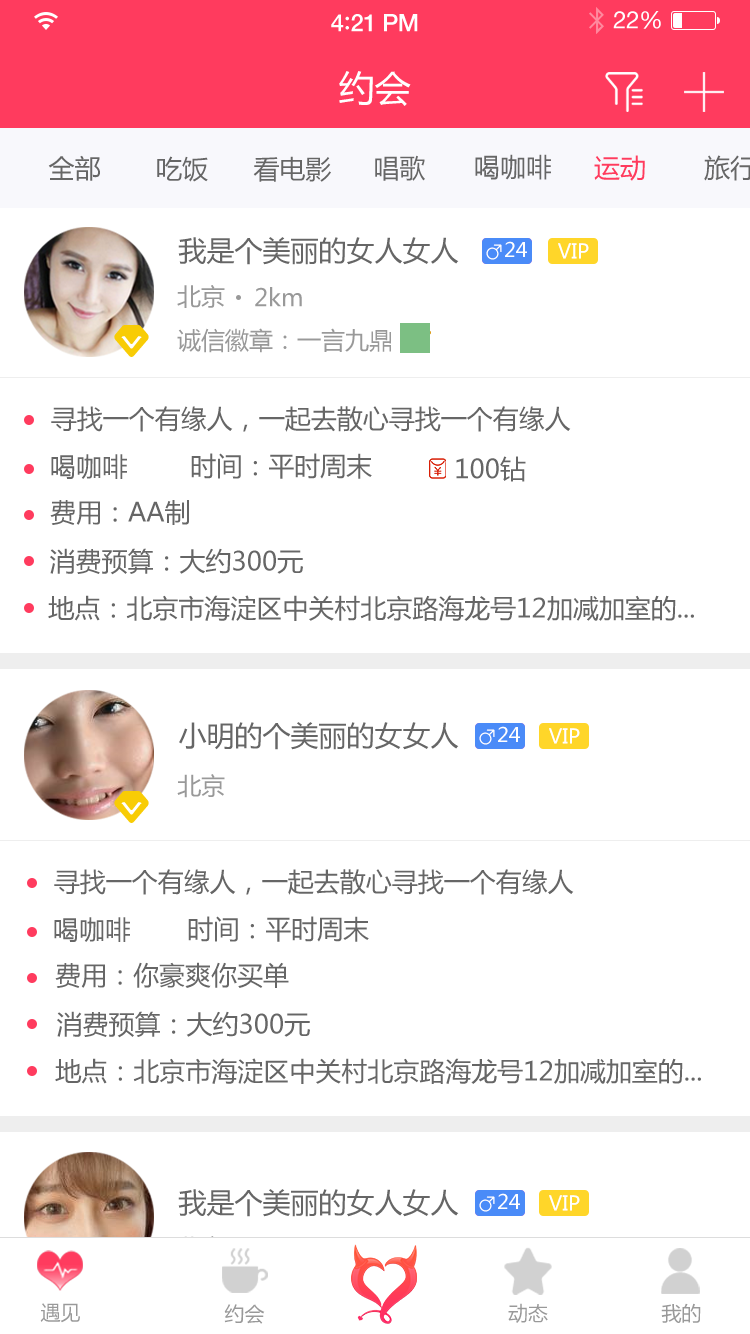 4:21 PM 22%
约会
全部 吃饭 看电影 唱歌 喝咖啡 运动 旅行
我是个美丽的女人女人 ♂24 VIP
北京 • 2km
诚信徽章：一言九鼎
寻找一个有缘人，一起去散心寻找一个有缘人
喝咖啡 时间：平时周末 100钻
费用：AA制
消费预算：大约300元
地点：北京市海淀区中关村北京路海龙号12加减加室的...
小明的个美丽的女女人 ♂24 VIP
北京
寻找一个有缘人，一起去散心寻找一个有缘人
喝咖啡 时间：平时周末
费用：你豪爽你买单
消费预算：大约300元
地点：北京市海淀区中关村北京路海龙号12加减加室的...
我是个美丽的女人女人 ♂24 VIP
遇见 约会 动态 我的